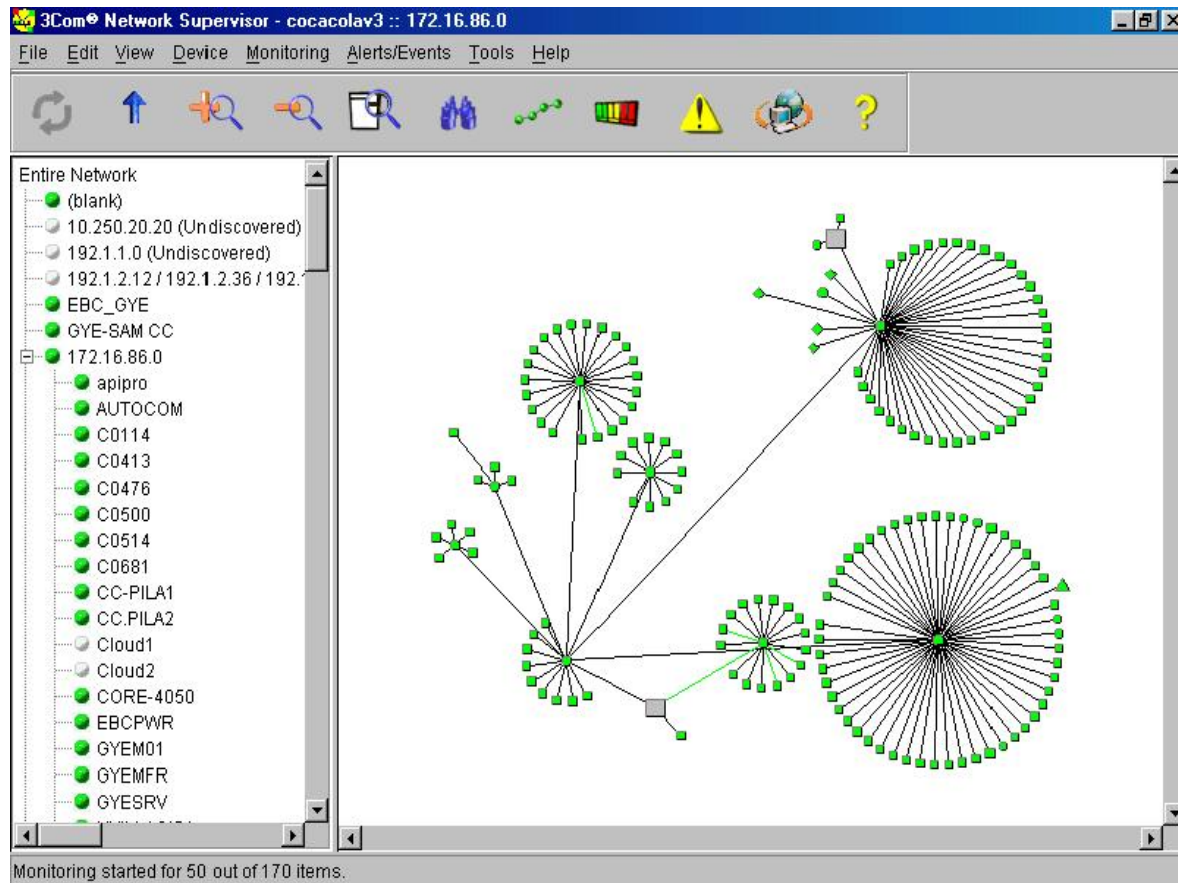 3Com® Network Supervisor - cocacolav3 :: 172.16.86.0
File Edit View Device Monitoring Alerts/Events Tools Help
Entire Network
(blank)
10.250.20.20 (Undiscovered)
192.1.1.0 (Undiscovered)
192.1.2.12 / 192.1.2.36 / 192.
EBC_GYE
GYE-SAM CC
172.16.86.0
apipro
AUTOCOM
C0114
C0413
C0476
C0500
C0514
C0681
CC-PILA1
CC.PILA2
Cloud1
Cloud2
CORE-4050
EBCPWR
GYEM01
GYEMFR
GYESRV
Monitoring started for 50 out of 170 items.